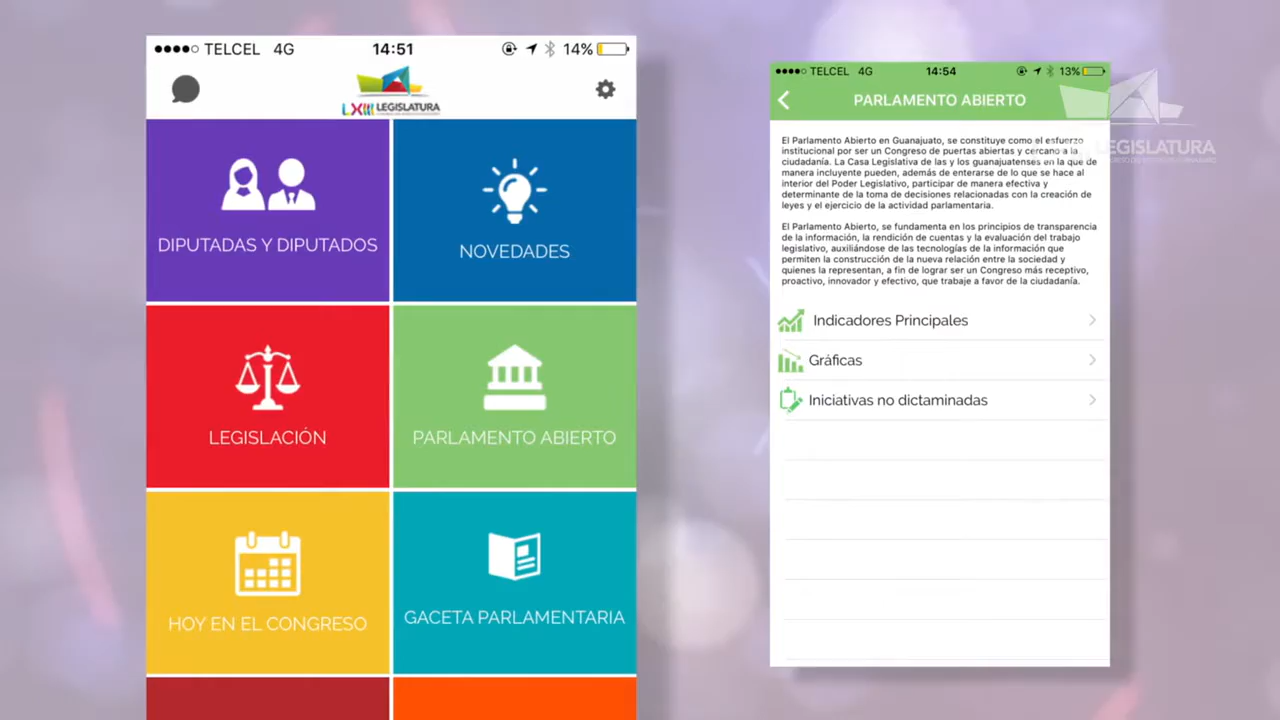 TELCEL 4G 14:51 14%
LXIII LEGISLATURA
DIPUTADAS Y DIPUTADOS
NOVEDADES
LEGISLACIÓN
PARLAMENTO ABIERTO
HOY EN EL CONGRESO
GACETA PARLAMENTARIA
TELCEL 4G 14:54 13%
PARLAMENTO ABIERTO
El Parlamento Abierto en Guanajuato, se constituye como el esfuerzo
institucional por ser un Congreso de puertas abiertas y cercano a la
ciudadanía. La Casa Legislativa de las y los guanajuatenses en la que de
manera incluyente pueden, además de enterarse de lo que se hace al
interior del Poder Legislativo, participar de manera efectiva y
determinante de la toma de decisiones relacionadas con la creación de
leyes y el ejercicio de la actividad parlamentaria.
El Parlamento Abierto, se fundamenta en los principios de transparencia
de la información, la rendición de cuentas y la evaluación del trabajo
legislativo, auxiliándose de las tecnologías de la información que
permiten la construcción de la nueva relación entre la sociedad y
quienes la representan, a fin de lograr ser un Congreso más receptivo,
proactivo, innovador y efectivo, que trabaje a favor de la ciudadanía.
Indicadores Principales
Gráficas
Iniciativas no dictaminadas
LEGISLATURA